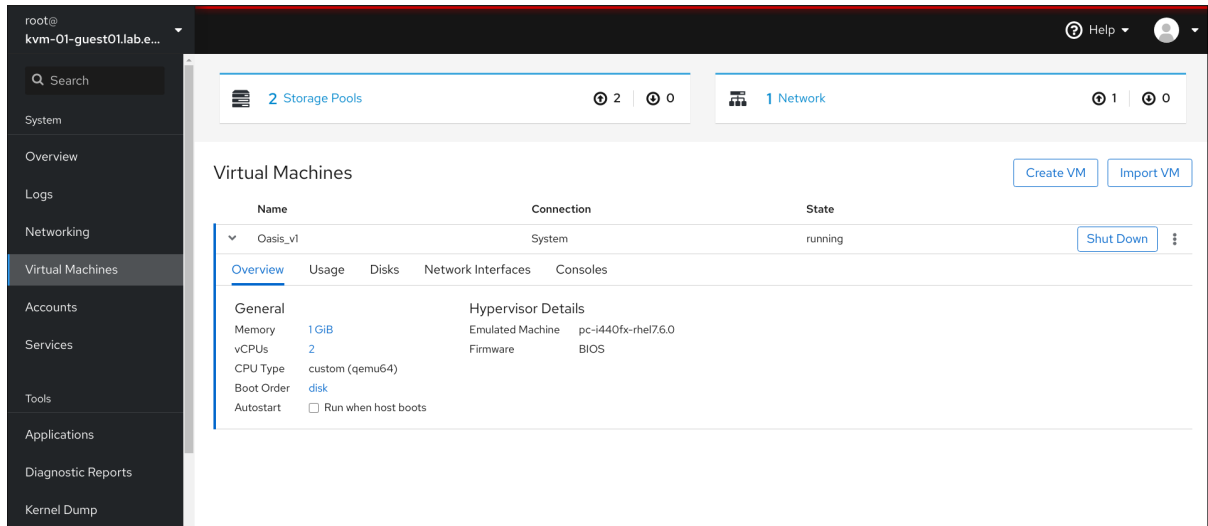 root@
kvm-01-guest01.lab.e...
Help
Search
System
Overview
Logs
Networking
Virtual Machines
Accounts
Services
Tools
Applications
Diagnostic Reports
Kernel Dump
2 Storage Pools 2 0
1 Network 1 0
Virtual Machines
Create VM Import VM
Name Connection State
Oasis_v1 System running Shut Down
Overview Usage Disks Network Interfaces Consoles
General
Memory 1 GiB
vCPUs 2
CPU Type custom (qemu64)
Boot Order disk
Autostart Run when host boots
Hypervisor Details
Emulated Machine pc-i440fx-rhel7.6.0
Firmware BIOS